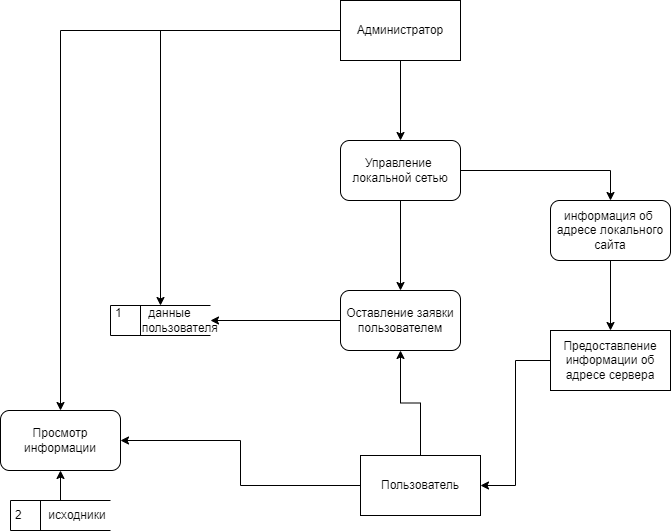 Администратор
Управление
локальной сетью
информация об
адресе локального
сайта
1
данные
пользователя
Оставление заявки
пользователем
Предоставление
информации об
адресе сервера
Просмотр
информации
Пользователь
2
исходники